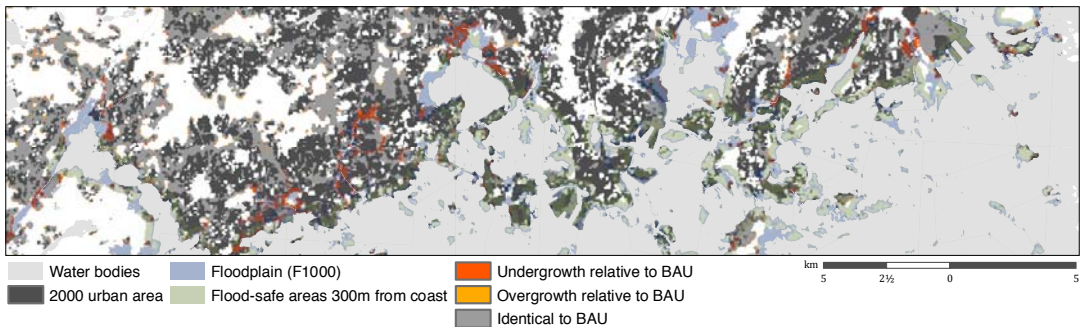 Water bodies
2000 urban area
Floodplain (F1000)
Flood-safe areas 300m from coast
Undergrowth relative to BAU
Overgrowth relative to BAU
Identical to BAU
km
5 2½ 0 5